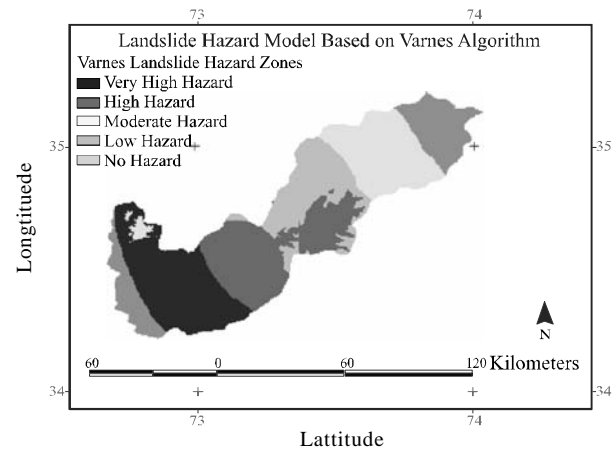 73 74
Landslide Hazard Model Based on Varnes Algorithm
Varnes Landslide Hazard Zones
Very High Hazard
High Hazard
Moderate Hazard
Low Hazard
No Hazard
35 35
Longtituede
N
60 0 60 120 Kilometers
34 34
73 74
Lattitude